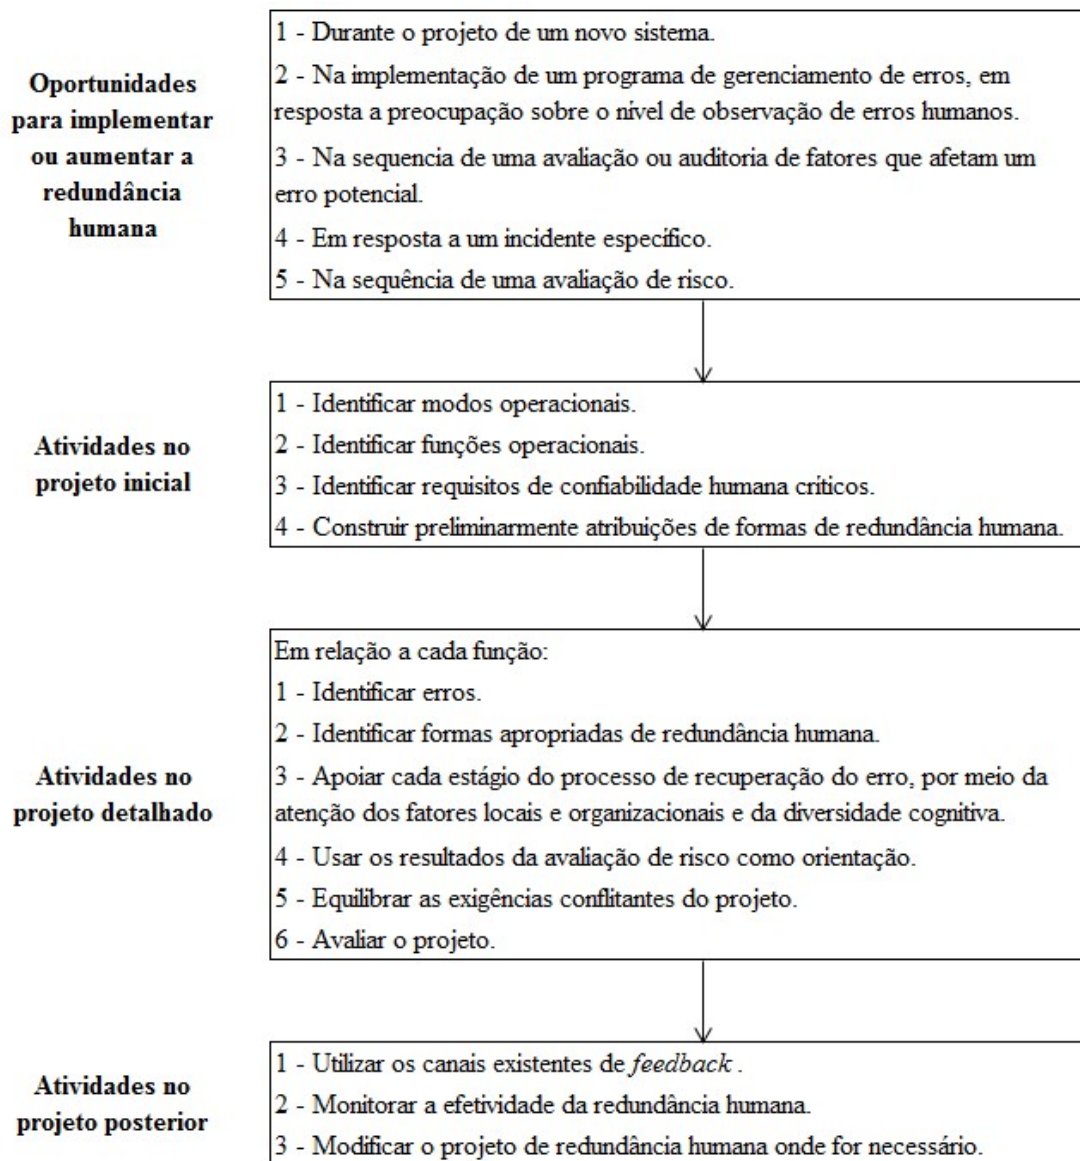 Oportunidades
para implementar
ou aumentar a
redundância
humana
1 - Durante o projeto de um novo sistema.
2 - Na implementação de um programa de gerenciamento de erros, em
resposta a preocupação sobre o nível de observação de erros humanos.
3 - Na sequencia de uma avaliação ou auditoria de fatores que afetam um
erro potencial.
4 - Em resposta a um incidente específico.
5 - Na sequência de uma avaliação de risco.
Atividades no
projeto inicial
1 - Identificar modos operacionais.
2 - Identificar funções operacionais.
3 - Identificar requisitos de confiabilidade humana críticos.
4 - Construir preliminarmente atribuições de formas de redundância humana.
Atividades no
projeto detalhado
Em relação a cada função:
1 - Identificar erros.
2 - Identificar formas apropriadas de redundância humana.
3 - Apoiar cada estágio do processo de recuperação do erro, por meio da
atenção dos fatores locais e organizacionais e da diversidade cognitiva.
4 - Usar os resultados da avaliação de risco como orientação.
5 - Equilibrar as exigências conflitantes do projeto.
6 - Avaliar o projeto.
Atividades no
projeto posterior
1 - Utilizar os canais existentes de feedback .
2 - Monitorar a efetividade da redundância humana.
3 - Modificar o projeto de redundância humana onde for necessário.